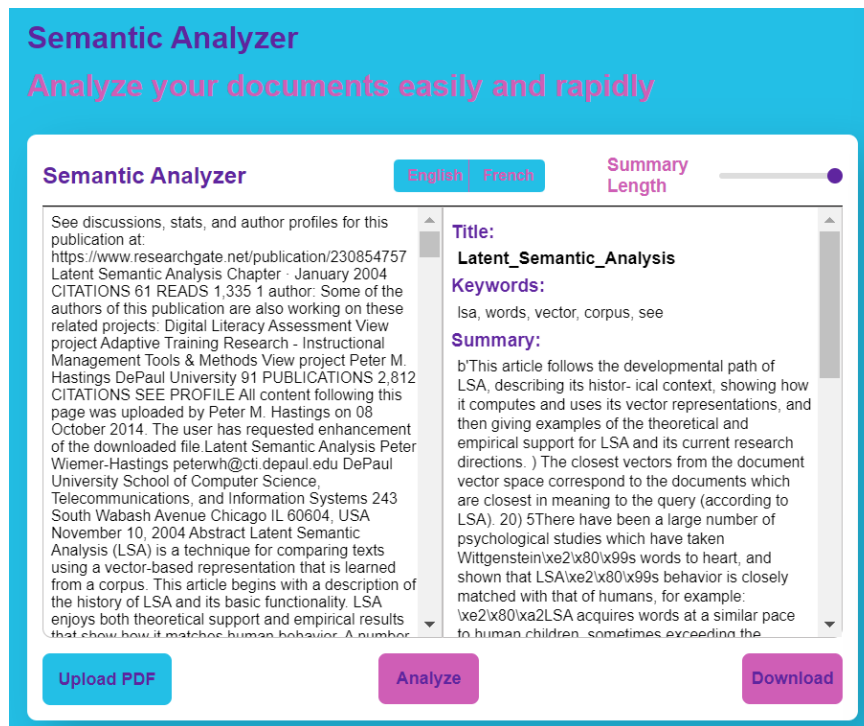 Semantic Analyzer
Analyze your documents easily and rapidly
Semantic Analyzer
English French
Summary
Length
See discussions, stats, and author profiles for this
publication at:
https://www.researchgate.net/publication/230854757
Latent Semantic Analysis Chapter · January 2004
CITATIONS 61 READS 1,335 1 author: Some of the
authors of this publication are also working on these
related projects: Digital Literacy Assessment View
project Adaptive Training Research - Instructional
Management Tools & Methods View project Peter M.
Hastings DePaul University 91 PUBLICATIONS 2,812
CITATIONS SEE PROFILE All content following this
page was uploaded by Peter M. Hastings on 08
October 2014. The user has requested enhancement
of the downloaded file.Latent Semantic Analysis Peter
Wiemer-Hastings peterwh@cti.depaul.edu DePaul
University School of Computer Science,
Telecommunications, and Information Systems 243
South Wabash Avenue Chicago IL 60604, USA
November 10, 2004 Abstract Latent Semantic
Analysis (LSA) is a technique for comparing texts
using a vector-based representation that is learned
from a corpus. This article begins with a description of
the history of LSA and its basic functionality. LSA
enjoys both theoretical support and empirical results
that show how it matches human behavior. A number
Title:
Latent_Semantic_Analysis
Keywords:
lsa, words, vector, corpus, see
Summary:
b'This article follows the developmental path of
LSA, describing its histor- ical context, showing how
it computes and uses its vector representations, and
then giving examples of the theoretical and
empirical support for LSA and its current research
directions. ) The closest vectors from the document
vector space correspond to the documents which
are closest in meaning to the query (according to
LSA). 20) 5There have been a large number of
psychological studies which have taken
Wittgenstein\xe2\x80\x99s words to heart, and
shown that LSA\xe2\x80\x99s behavior is closely
matched with that of humans, for example:
\xe2\x80\xa2LSA acquires words at a similar pace
to human children, sometimes exceeding the
Upload PDF
Analyze
Download